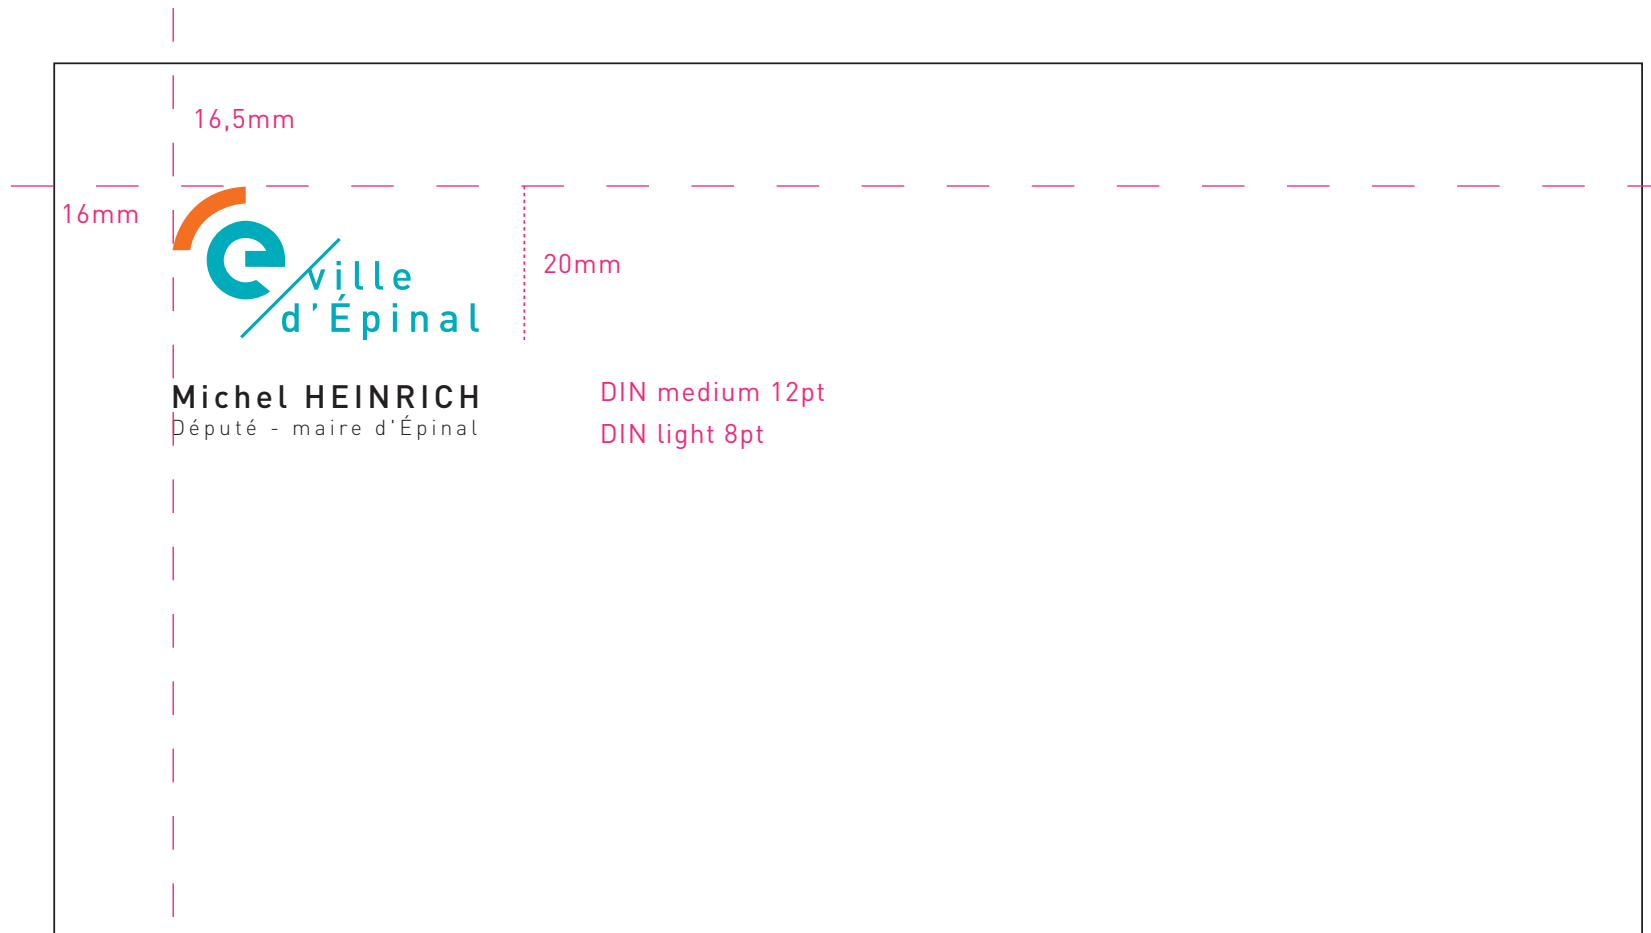 16,5mm
16mm
e
ville
d’Épinal
20mm
Michel HEINRICH
Député - maire d'Épinal
DIN medium 12pt
DIN light 8pt